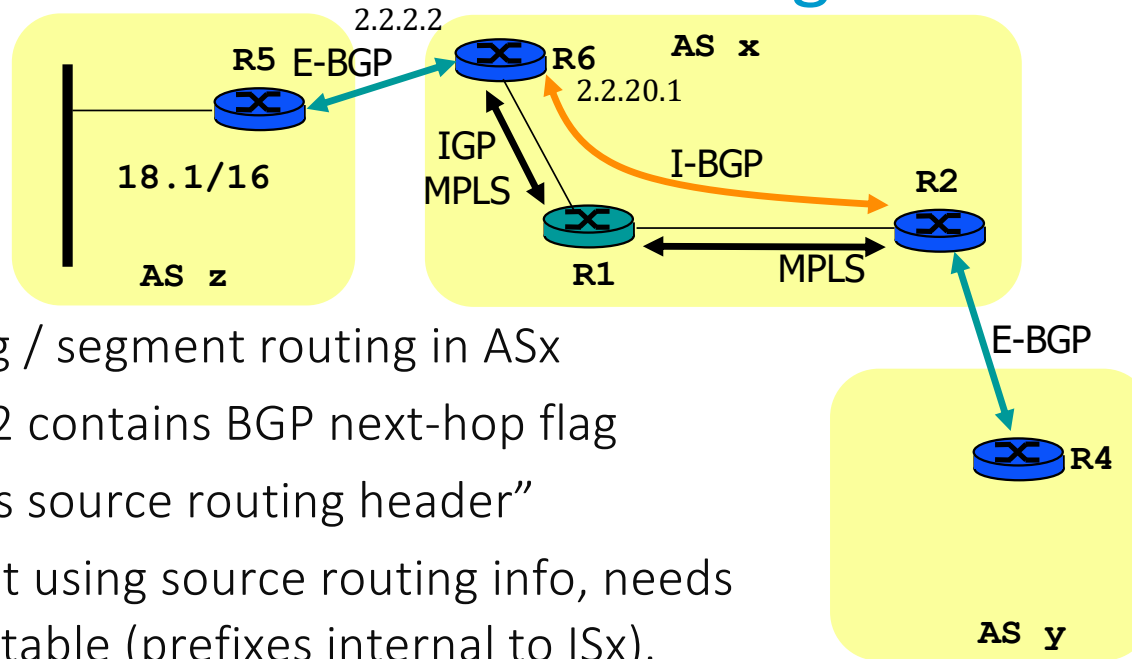 2.2.2.2
R5 E-BGP
R6
AS x
2.2.20.1
IGP
MPLS
I-BGP
R2
18.1/16
R1
MPLS
AS z
E-BGP
/ segment routing in ASx
2 contains BGP next-hop flag
s source routing header”
t using source routing info, needs
table (prefixes internal to ISx).
R4
AS y